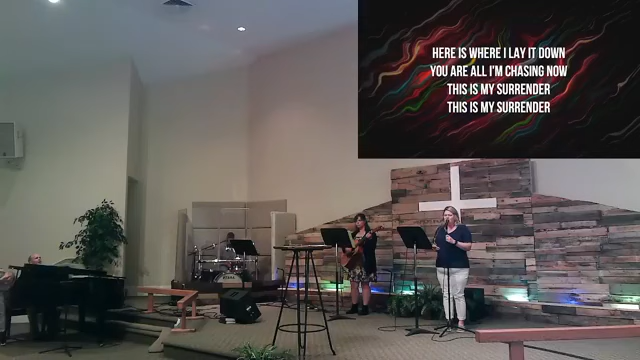 HERE IS WHERE I LAY IT DOWN
YOU ARE ALL I'M CHASING NOW
THIS IS MY SURRENDER
THIS IS MY SURRENDER